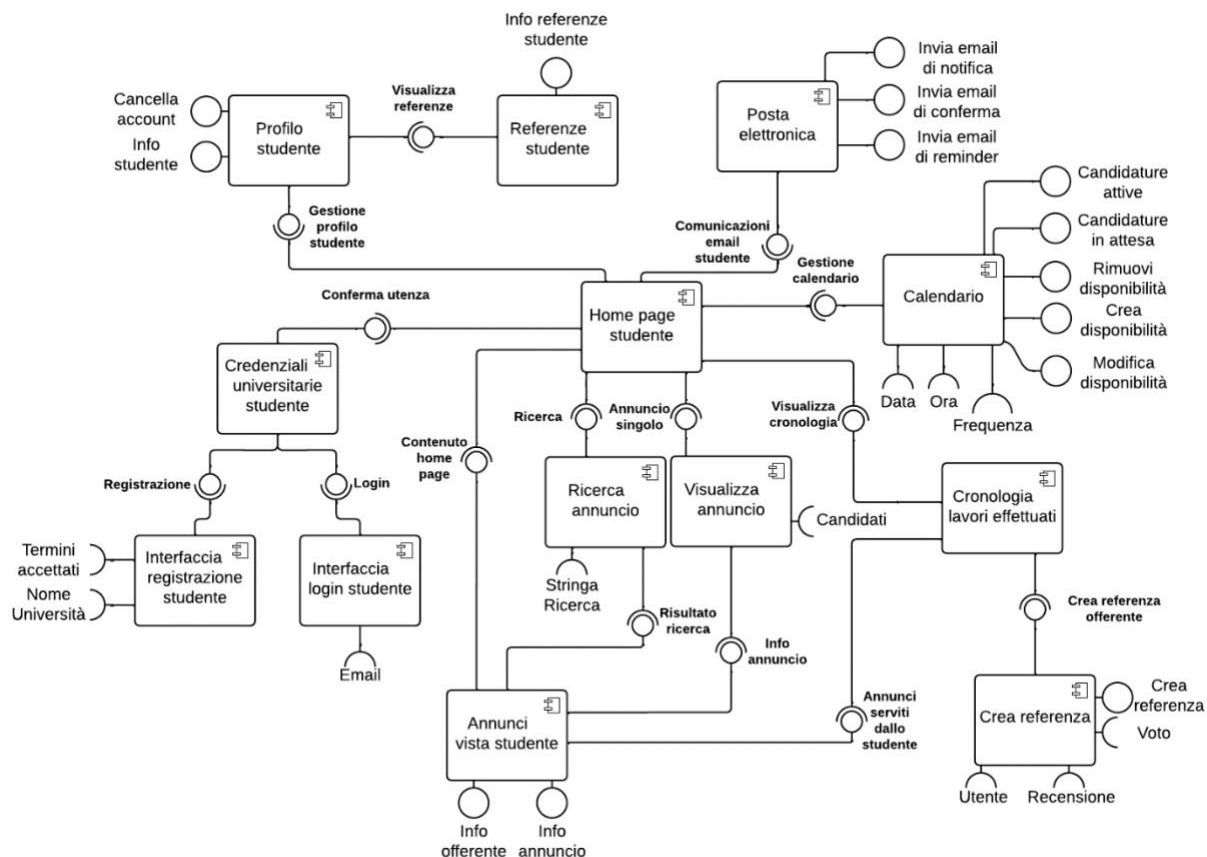 Info referenze
studente
Invia email
di notifica
Cancella
account
Visualizza
referenze
Invia email
di conferma
Profilo
studente
Referenze
studente
Posta
elettronica
Info
studente
Invia email
di reminder
Candidature
attive
Gestione
profilo
studente
Comunicazioni
email
studente
Candidature
in attesa
Gestione
calendario
Rimuovi
disponibilità
Conferma utenza
Home page
studente
Calendario
Crea
disponibilità
Credenziali
universitarie
studente
Modifica
disponibilità
Data
Ora
Frequenza
Ricerca
Annuncio
singolo
Visualizza
cronologia
Contenuto
home
page
Registrazione
Login
Ricerca
annuncio
Visualizza
annuncio
Cronologia
lavori effettuati
Candidati
Termini
accettati
Nome
Università
Interfaccia
registrazione
studente
Interfaccia
login studente
Stringa
Ricerca
Risultato
ricerca
Crea referenza
offerente
Info
annuncio
Email
Annunci
serviti
dallo
studente
Annunci
vista studente
Crea referenza
Crea
referenza
Voto
Utente
Recensione
Info
offerente
Info
annuncio